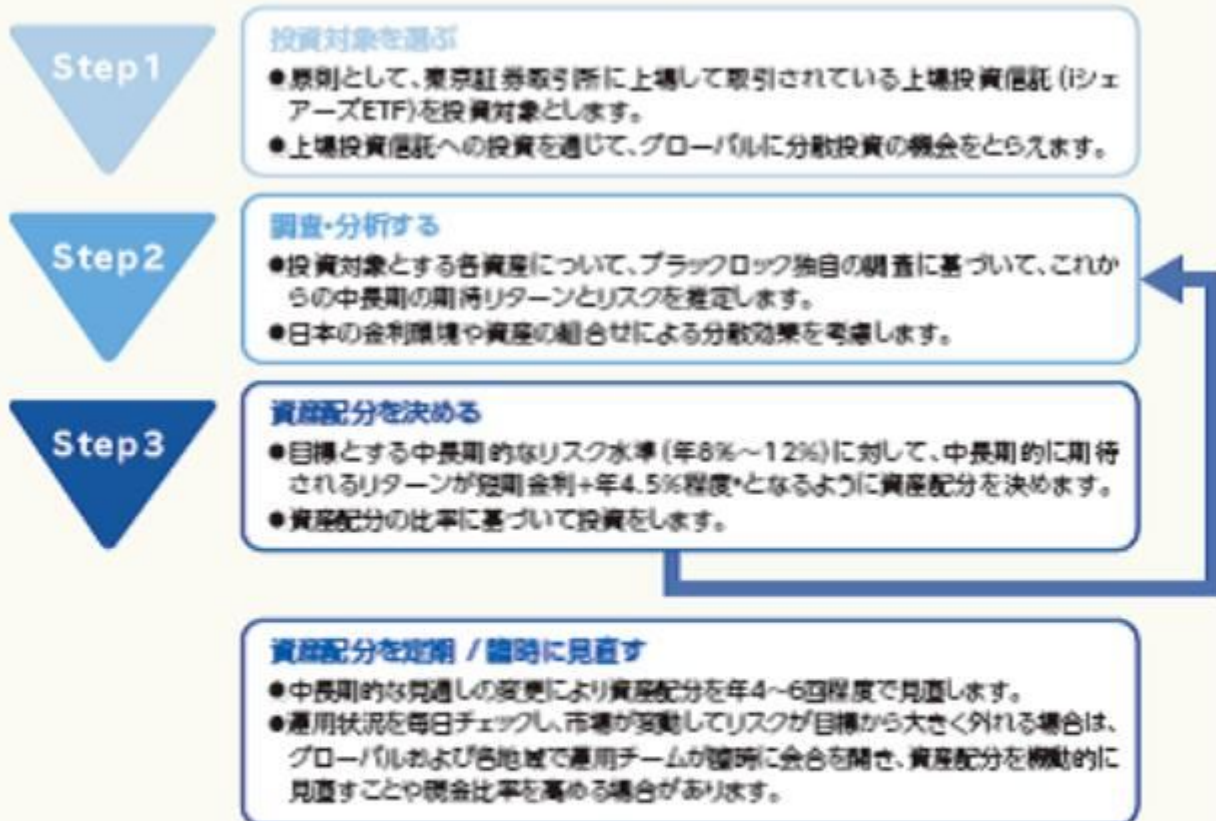 Step1
投資対象を選ぶ
●原則として、東京証券取引所に上場して取引されている上場投資信託(iシェ
アーズETF)を投資対象とします。
●上場投資信託への投資を通じて、グローバルに分散投資の機会をとらえます。
Step2
調査・分析する
●投資対象とする各資産について、ブラックロック独自の調査に基づいて、これか
らの中長期の期待リターンとリスクを推定します。
●日本の金利環境や資産の組合せによる分散効果を考慮します。
Step3
資産配分を決める
●目標とする中長期的なリスク水準(年8%〜12%)に対して、中長期的に期待
されるリターンが短期金利+年4.5%程度*となるように資産配分を決めます。
●資産配分の比率に基づいて投資をします。
資産配分を定期 / 臨時に見直す
●中長期的な見通しの変更により資産配分を年4〜6回程度で見直します。
●運用状況を毎日チェックし、市場が変動してリスクが目標から大きく外れる場合は、
グローバルおよび各地域で運用チームが臨時に会合を開き、資産配分を機動的に
見直すことや現金比率を高める場合があります。